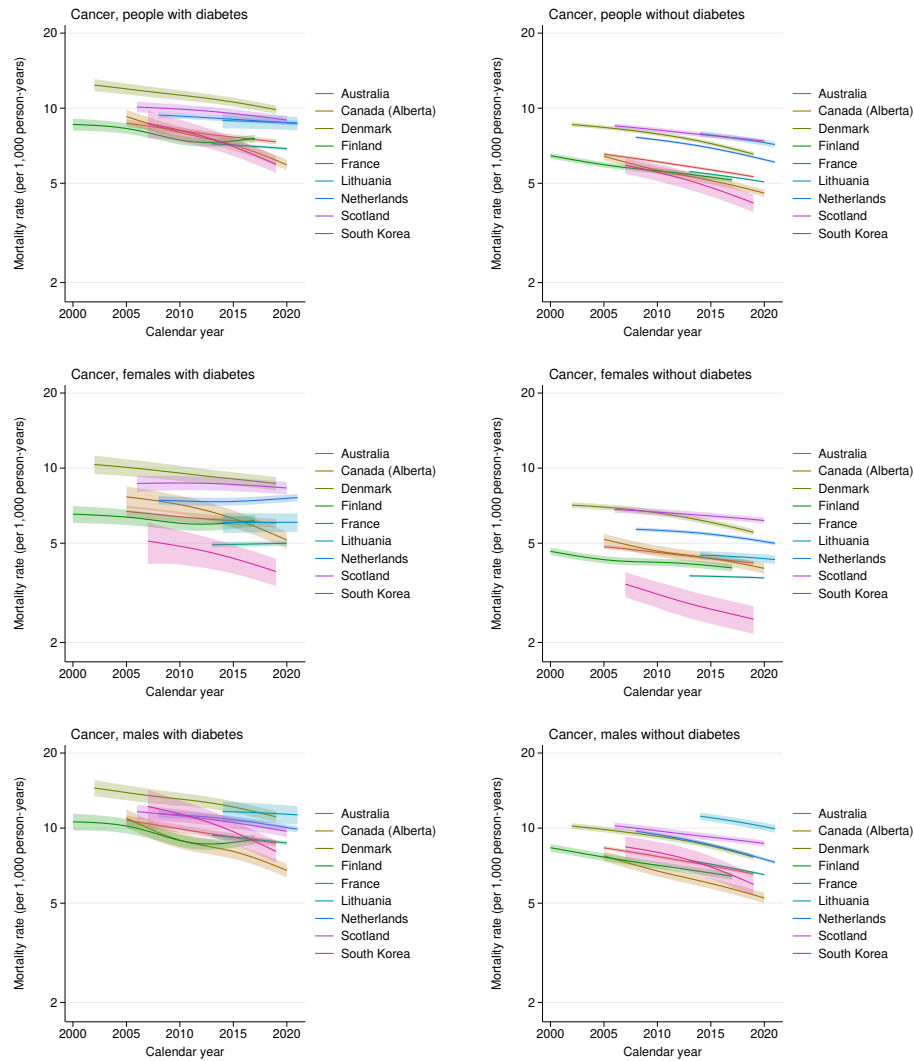 Cancer, people with diabetes
Mortality rate (per 1,000 person-years)
20
10
5
2
2000 2005 2010 2015 2020
Calendar year
Australia
Canada (Alberta)
Denmark
Finland
France
Lithuania
Netherlands
Scotland
South Korea
Cancer, people without diabetes
Mortality rate (per 1,000 person-years)
20
10
5
2
2000 2005 2010 2015 2020
Calendar year
Australia
Canada (Alberta)
Denmark
Finland
France
Lithuania
Netherlands
Scotland
South Korea
Cancer, females with diabetes
Mortality rate (per 1,000 person-years)
20
10
5
2
2000 2005 2010 2015 2020
Calendar year
Australia
Canada (Alberta)
Denmark
Finland
France
Lithuania
Netherlands
Scotland
South Korea
Cancer, females without diabetes
Mortality rate (per 1,000 person-years)
20
10
5
2
2000 2005 2010 2015 2020
Calendar year
Australia
Canada (Alberta)
Denmark
Finland
France
Lithuania
Netherlands
Scotland
South Korea
Cancer, males with diabetes
Mortality rate (per 1,000 person-years)
20
10
5
2
2000 2005 2010 2015 2020
Calendar year
Australia
Canada (Alberta)
Denmark
Finland
France
Lithuania
Netherlands
Scotland
South Korea
Cancer, males without diabetes
Mortality rate (per 1,000 person-years)
20
10
5
2
2000 2005 2010 2015 2020
Calendar year
Australia
Canada (Alberta)
Denmark
Finland
France
Lithuania
Netherlands
Scotland
South Korea